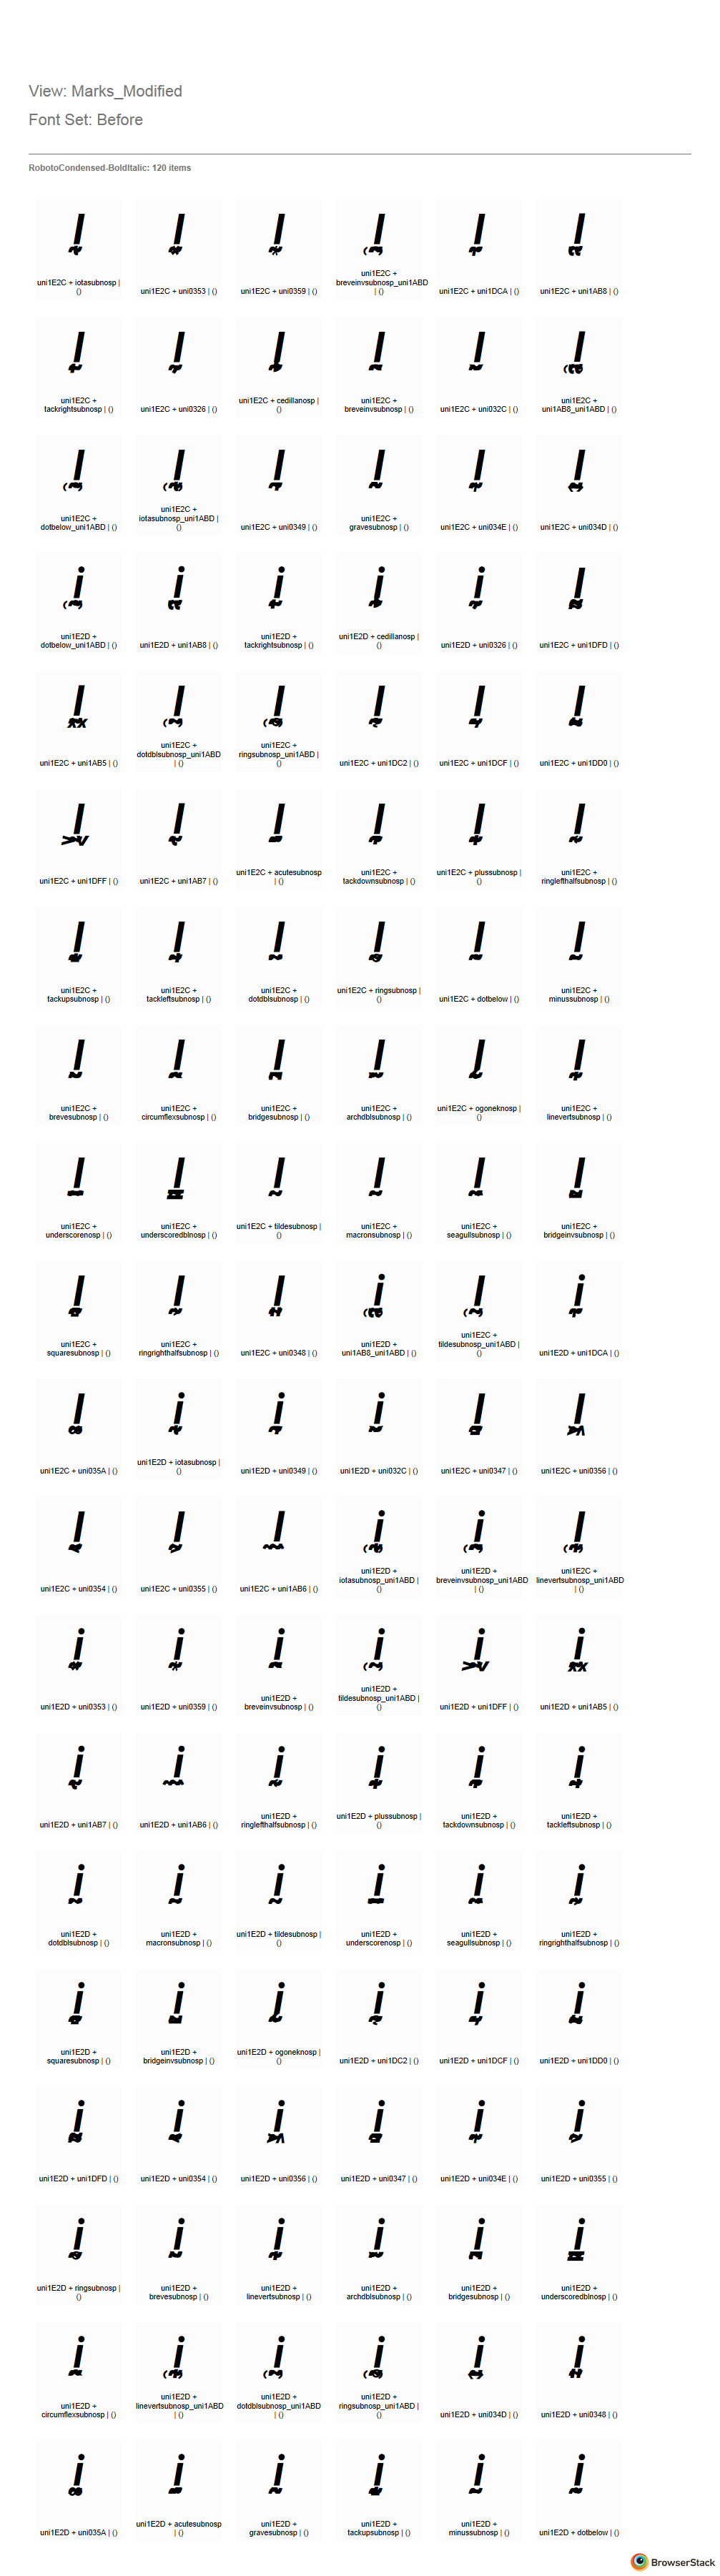 View: Marks_Modified
Font Set: Before
RobotoCondensed-BoldItalic: 120 items
uni1E2C + iotasubnosp |
()
uni1E2C + uni0353 | ()
uni1E2C + uni0359 | ()
uni1E2C +
breveinvsubnosp_uni1ABD
| ()
uni1E2C + uni1DCA | ()
uni1E2C + uni1AB8 | ()
uni1E2C +
tackrightsubnosp | ()
uni1E2C + uni0326 | ()
uni1E2C + cedillanosp |
()
uni1E2C +
breveinvsubnosp | ()
uni1E2C + uni032C | ()
uni1E2C +
uni1AB8_uni1ABD | ()
uni1E2C +
dotbelow_uni1ABD | ()
uni1E2C +
iotasubnosp_uni1ABD |
()
uni1E2C + uni0349 | ()
uni1E2C +
gravesubnosp | ()
uni1E2C + uni034E | ()
uni1E2C + uni034D | ()
uni1E2D +
dotbelow_uni1ABD | ()
uni1E2D + uni1AB8 | ()
uni1E2D +
tackrightsubnosp | ()
uni1E2D + cedillanosp |
()
uni1E2D + uni0326 | ()
uni1E2C + uni1DFD | ()
uni1E2C + uni1AB5 | ()
uni1E2C +
dotdblsubnosp_uni1ABD
| ()
uni1E2C +
ringsubnosp_uni1ABD |
()
uni1E2C + uni1DC2 | ()
uni1E2C + uni1DCF | ()
uni1E2C + uni1DD0 | ()
uni1E2C + uni1DFF | ()
uni1E2C + uni1AB7 | ()
uni1E2C + acutesubnosp
| ()
uni1E2C +
tackdownsubnosp | ()
uni1E2C + plussubnosp |
()
uni1E2C +
ringlefthalfsubnosp | ()
uni1E2C +
tackupsubnosp | ()
uni1E2C +
tackleftsubnosp | ()
uni1E2C +
dotdblsubnosp | ()
uni1E2C + ringsubnosp |
()
uni1E2C + dotbelow | ()
uni1E2C +
minussubnosp | ()
uni1E2C +
brevesubnosp | ()
uni1E2C +
circumflexsubnosp | ()
uni1E2C +
bridgesubnosp | ()
uni1E2C +
archdblsubnosp | ()
uni1E2C + ogoneknosp |
()
uni1E2C +
linevertsubnosp | ()
uni1E2C +
underscorenosp | ()
uni1E2C +
underscoredblnosp | ()
uni1E2C + tildesubnosp |
()
uni1E2C +
macronsubnosp | ()
uni1E2C +
seagullsubnosp | ()
uni1E2C +
bridgeinvsubnosp | ()
uni1E2C +
squaresubnosp | ()
uni1E2C +
ringrighthalfsubnosp | ()
uni1E2C + uni0348 | ()
uni1E2D +
uni1AB8_uni1ABD | ()
uni1E2C +
tildesubnosp_uni1ABD |
()
uni1E2D + uni1DCA | ()
uni1E2C + uni035A | ()
uni1E2D + iotasubnosp |
()
uni1E2D + uni0349 | ()
uni1E2D + uni032C | ()
uni1E2C + uni0347 | ()
uni1E2C + uni0356 | ()
uni1E2C + uni0354 | ()
uni1E2C + uni0355 | ()
uni1E2C + uni1AB6 | ()
uni1E2D +
iotasubnosp_uni1ABD |
()
uni1E2D +
breveinvsubnosp_uni1ABD
| ()
uni1E2C +
linevertsubnosp_uni1ABD
| ()
uni1E2D + uni0353 | ()
uni1E2D + uni0359 | ()
uni1E2D +
breveinvsubnosp | ()
uni1E2D +
tildesubnosp_uni1ABD |
()
uni1E2D + uni1DFF | ()
uni1E2D + uni1AB5 | ()
uni1E2D + uni1AB7 | ()
uni1E2D + uni1AB6 | ()
uni1E2D +
ringlefthalfsubnosp | ()
uni1E2D + plussubnosp |
()
uni1E2D +
tackdownsubnosp | ()
uni1E2D +
tackleftsubnosp | ()
uni1E2D +
dotdblsubnosp | ()
uni1E2D +
macronsubnosp | ()
uni1E2D + tildesubnosp |
()
uni1E2D +
underscorenosp | ()
uni1E2D +
seagullsubnosp | ()
uni1E2D +
ringrighthalfsubnosp | ()
uni1E2D +
squaresubnosp | ()
uni1E2D +
bridgeinvsubnosp | ()
uni1E2D + ogoneknosp |
()
uni1E2D + uni1DC2 | ()
uni1E2D + uni1DCF | ()
uni1E2D + uni1DD0 | ()
uni1E2D + uni1DFD | ()
uni1E2D + uni0354 | ()
uni1E2D + uni0356 | ()
uni1E2D + uni0347 | ()
uni1E2D + uni034E | ()
uni1E2D + uni0355 | ()
uni1E2D + ringsubnosp |
()
uni1E2D +
brevesubnosp | ()
uni1E2D +
linevertsubnosp | ()
uni1E2D +
archdblsubnosp | ()
uni1E2D +
bridgesubnosp | ()
uni1E2D +
underscoredblnosp | ()
uni1E2D +
circumflexsubnosp | ()
uni1E2D +
linevertsubnosp_uni1ABD
| ()
uni1E2D +
dotdblsubnosp_uni1ABD
| ()
uni1E2D +
ringsubnosp_uni1ABD |
()
uni1E2D + uni034D | ()
uni1E2D + uni0348 | ()
uni1E2D + uni035A | ()
uni1E2D + acutesubnosp
| ()
uni1E2D +
gravesubnosp | ()
uni1E2D +
tackupsubnosp | ()
uni1E2D +
minussubnosp | ()
uni1E2D + dotbelow | ()
BrowserStack